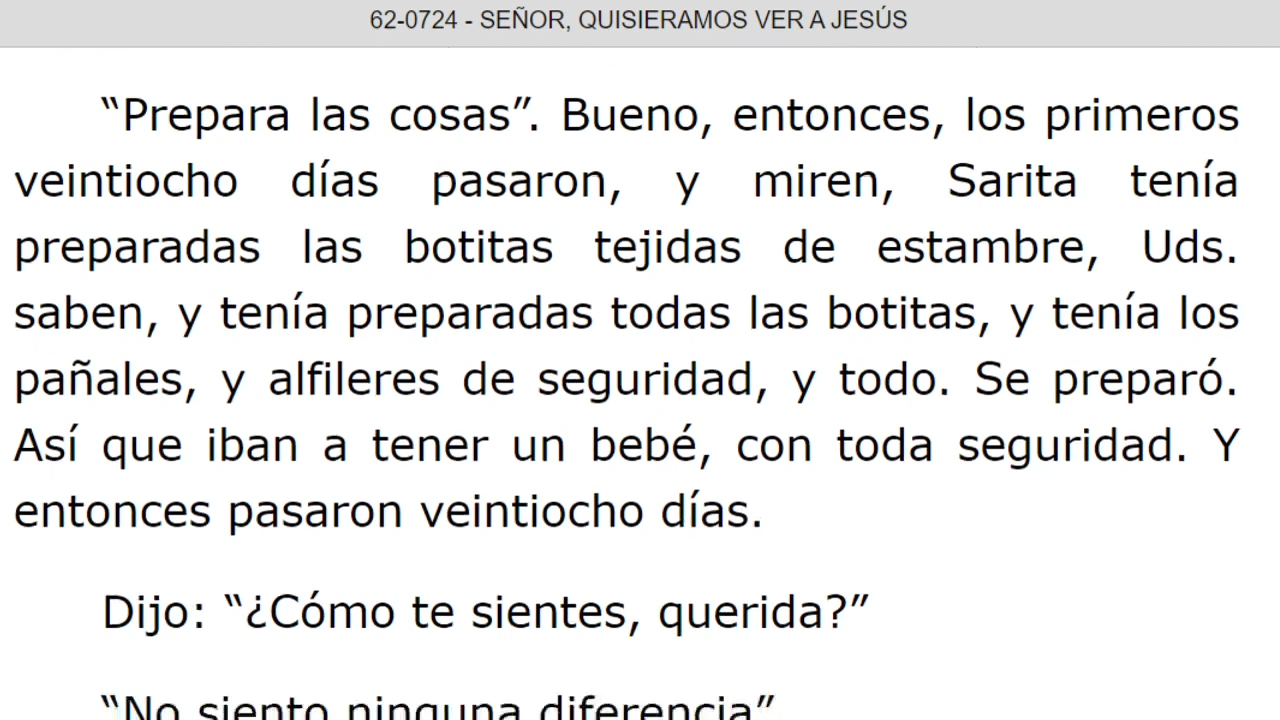 62-0724 - SEÑOR, QUISIERAMOS VER A JESÚS
“Prepara las cosas”. Bueno, entonces, los primeros
veintiocho días pasaron, y miren, Sarita tenía
preparadas las botitas tejidas de estambre, Uds.
saben, y tenía preparadas todas las botitas, y tenía los
pañales, y alfileres de seguridad, y todo. Se preparó.
Así que iban a tener un bebé, con toda seguridad. Y
entonces pasaron veintiocho días.
Dijo: “¿Cómo te sientes, querida?”
“No siento ninguna diferencia”